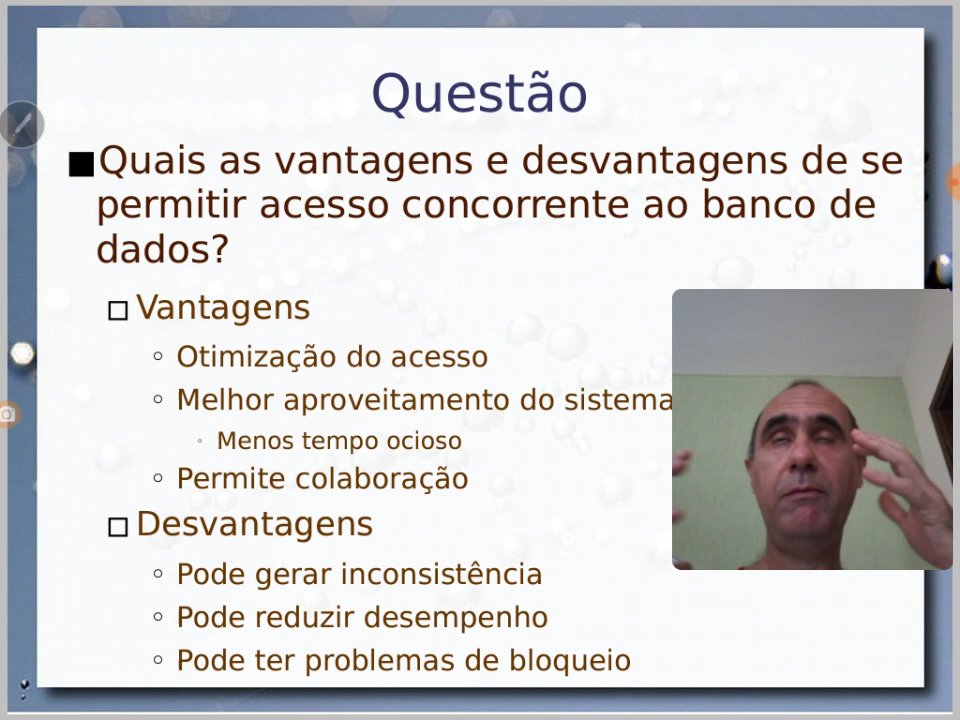 Questão
Quais as vantagens e desvantagens de se
permitir acesso concorrente ao banco de
dados?
Vantagens
Otimização do acesso
Melhor aproveitamento do sistema
Menos tempo ocioso
Permite colaboração
Desvantagens
Pode gerar inconsistência
Pode reduzir desempenho
Pode ter problemas de bloqueio